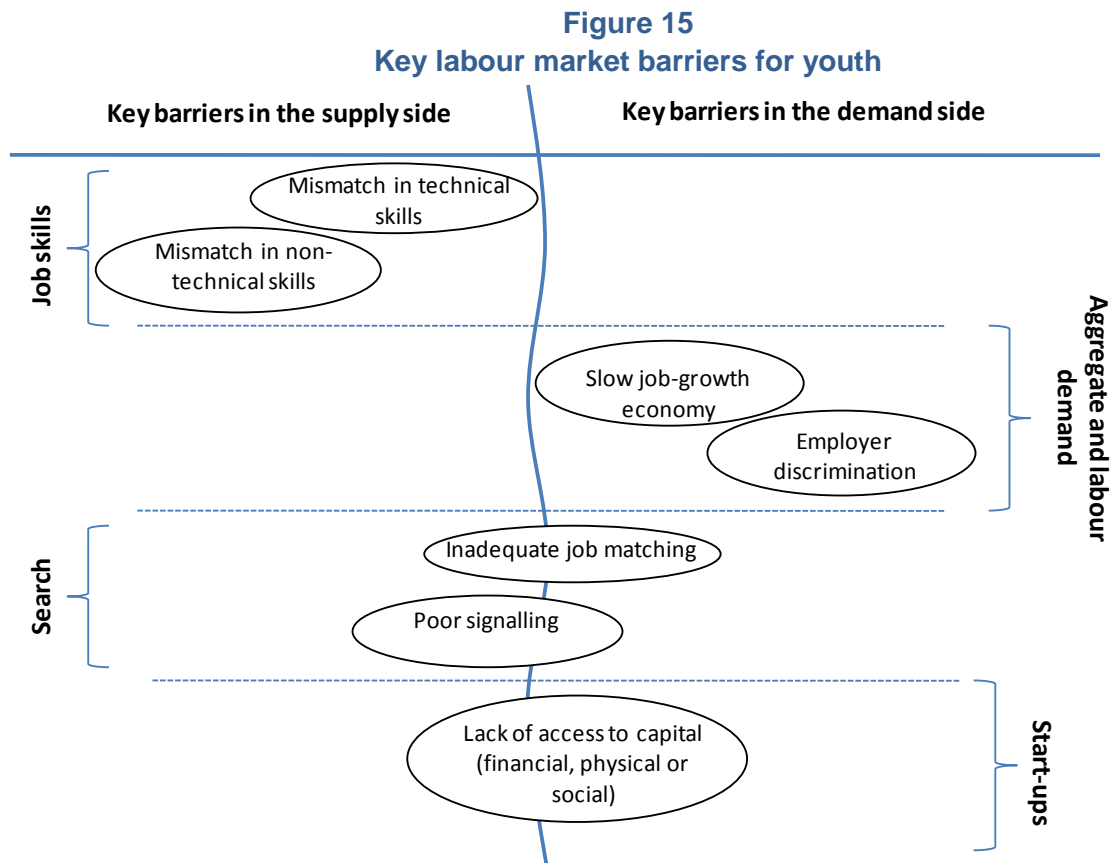 Figure 15
Key labour market barriers for youth
Key barriers in the supply side
Key barriers in the demand side
Job skills
Mismatch in technical
skills
Mismatch in non-
technical skills
Slow job-growth
economy
Employer
discrimination
Aggregate and labour
demand
Search
Inadequate job matching
Poor signalling
Lack of access to capital
(financial, physical or
social)
Start-ups